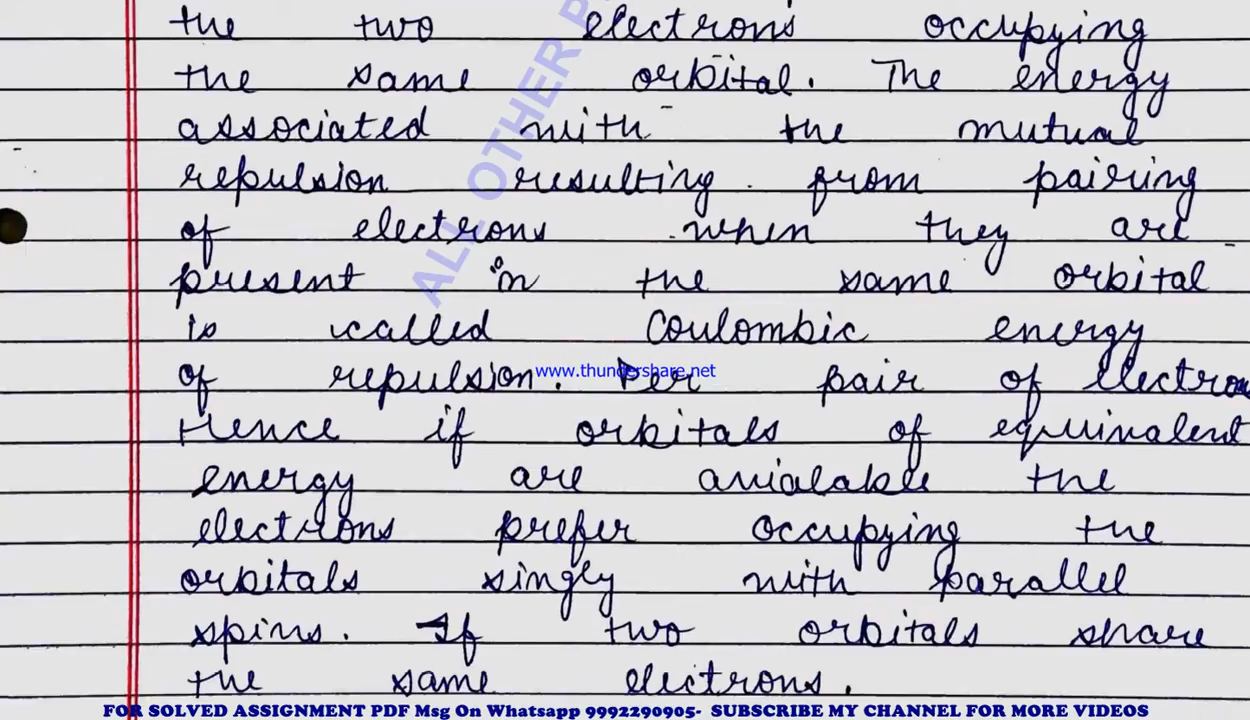 the two electrons occupying
the same orbital. The energy
associated with the mutual
repulsion resulting from pairing
of electrons when they are
present in the same orbital
is called Coulombic energy
of repulsion. Per pair of electron
Hence if orbitals of equivalent
energy are avialable the
electrons prefer occupying the
orbitals singly with parallel
spins. If two orbitals share
the same electrons.
ALL OTHER P
www.thundershare.net
FOR SOLVED ASSIGNMENT PDF Msg On Whatsapp 9992290905- SUBSCRIBE MY CHANNEL FOR MORE VIDEOS